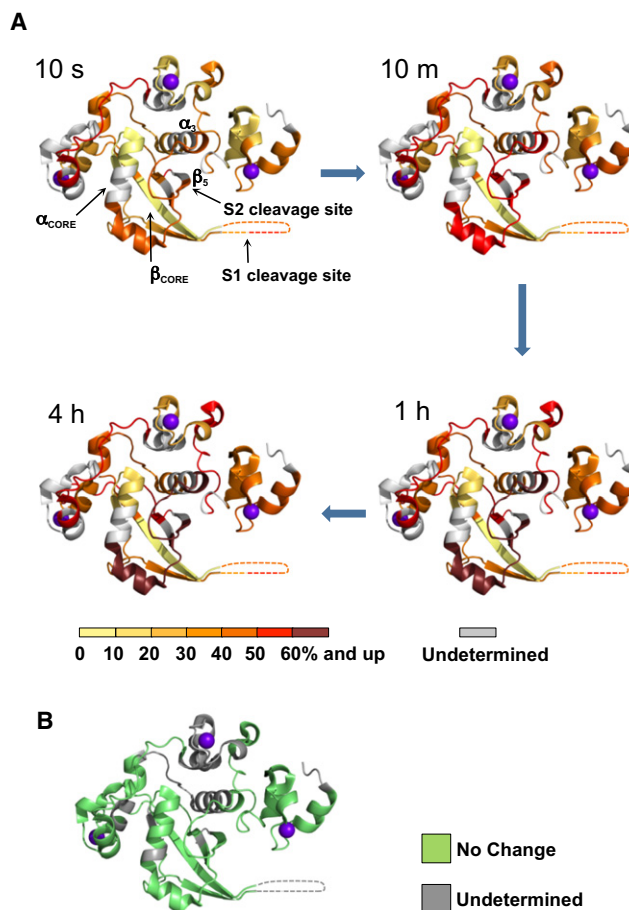 A
10 s
10 m
α3
β5
S2 cleavage site
αCORE
βCORE
S1 cleavage site
4 h
1 h
0 10 20 30 40 50 60% and up
Undetermined
B
No Change
Undetermined